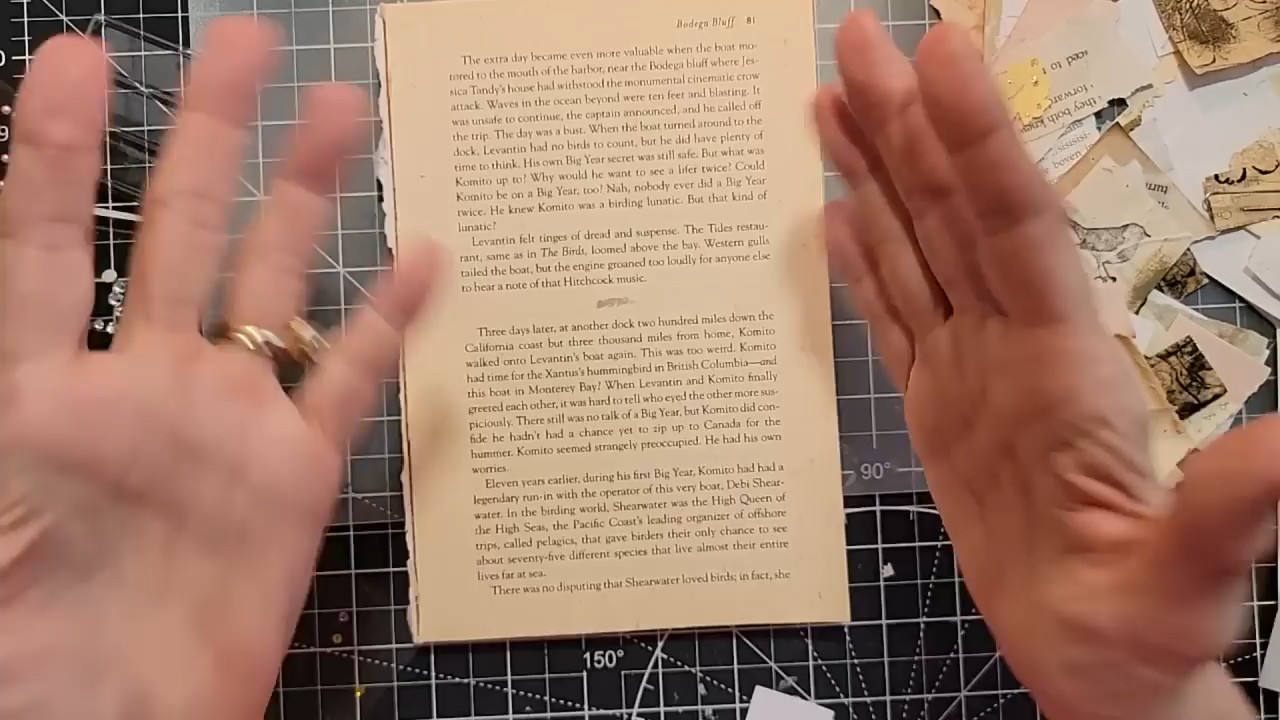 Bodega Bluff 81
The extra day became even more valuable when the boat mo-
tored to the mouth of the harbor, near the Bodega bluff where Jes-
sica Tandy's house had withstood the monumental cinematic crow
attack. Waves in the ocean beyond were ten feet and blasting. It
was unsafe to continue, the captain announced, and he called off
the trip. The day was a bust. When the boat turned around to the
dock, Levantin had no birds to count, but he did have plenty of
time to think. His own Big Year secret was still safe. But what was
Komito up to? Why would he want to see a lifer twice? Could
Komito be on a Big Year, too? Nah, nobody ever did a Big Year
twice. He knew Komito was a birding lunatic. But that kind of
lunatic?
Levantin felt tinges of dread and suspense. The Tides restau-
rant, same as in The Birds, loomed above the bay. Western gulls
tailed the boat, but the engine groaned too loudly for anyone else
to hear a note of that Hitchcock music.
Three days later, at another dock two hundred miles down the
California coast but three thousand miles from home, Komito
walked onto Levantin's boat again. This was too weird. Komito
had time for the Xantus's hummingbird in British Columbia—and
this boat in Monterey Bay? When Levantin and Komito finally
greeted each other, it was hard to tell who eyed the other more sus-
piciously. There still was no talk of a Big Year, but Komito did con-
fide he hadn't had a chance yet to zip up to Canada for the
hummer. Komito seemed strangely preoccupied. He had his own
worries.
Eleven years earlier, during his first Big Year, Komito had had a
legendary run-in with the operator of this very boat, Debi Shear-
water. In the birding world, Shearwater was the High Queen of
the High Seas, the Pacific Coast's leading organizer of offshore
trips, called pelagics, that gave birders their only chance to see
about seventy-five different species that live almost their entire
lives far at sea.
There was no disputing that Shearwater loved birds; in fact, she
90°
150°
9
0
aced to t
forward
they both knew